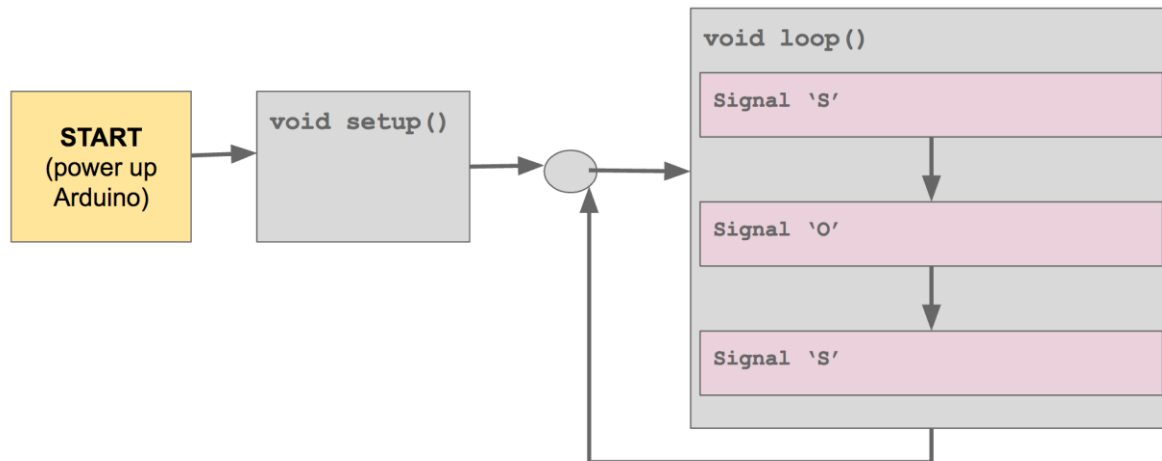 START
(power up
Arduino)
void setup()
void loop()
Signal ‘S’
Signal ‘O’
Signal ‘S’